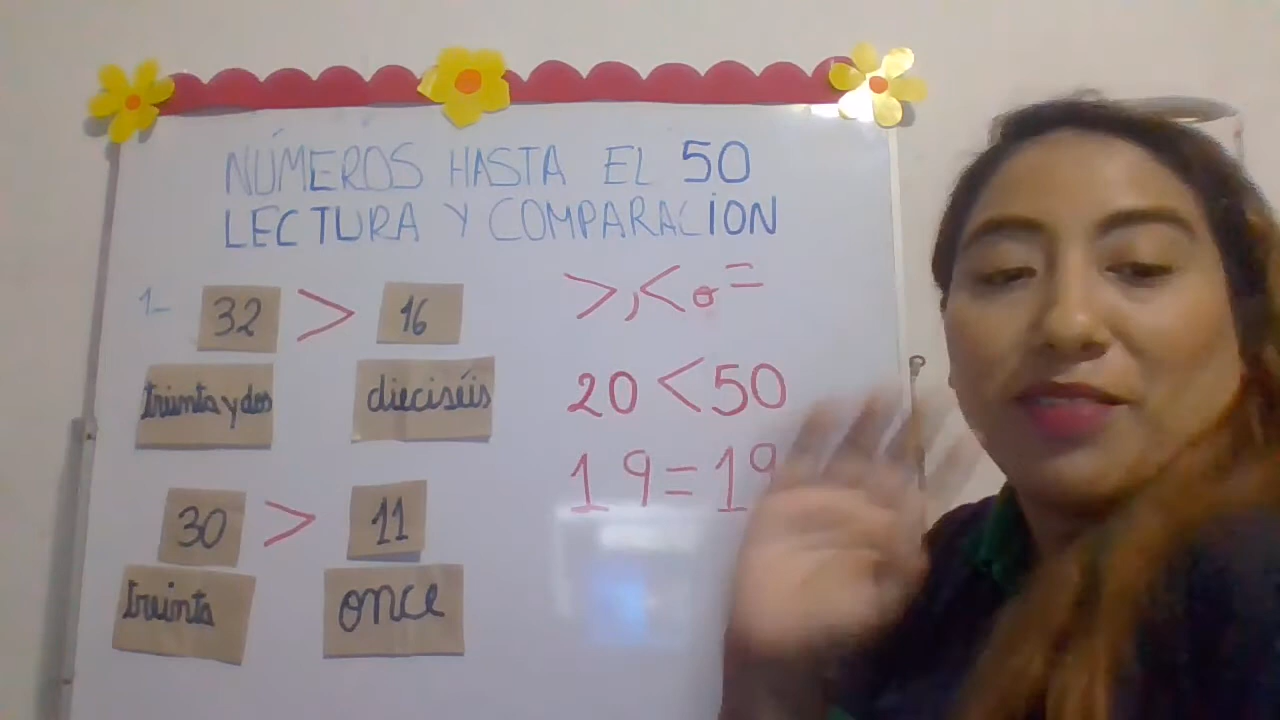 NÚMEROS HASTA EL 50
LECTURA Y COMPARACIÓN
>, < o =
1- 32 > 16
treinta y dos dieciséis
20 < 50
19 = 19
30 > 11
treinta once